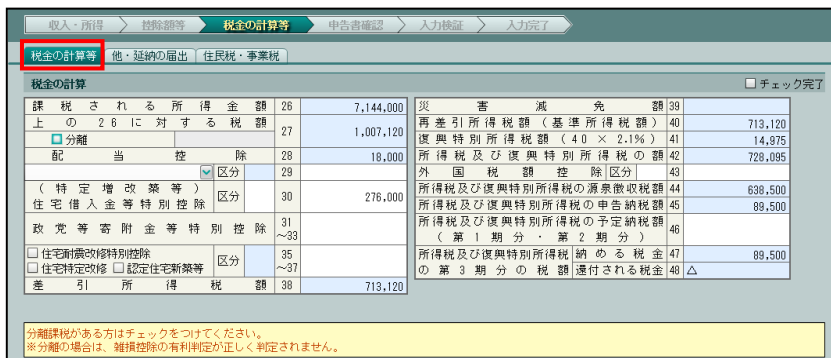 収入・所得 控除額等 税金の計算等 申告書確認 入力検証 入力完了
税金の計算等 他・延納の届出 住民税・事業税
税金の計算 チェック完了
課税される所得金額 26 7,144,000
上の26に対する税額 27 1,007,120
分離
配当控除 28 18,000
区分 29
(特定増改築等)
住宅借入金等特別控除 区分 30 276,000
政党等寄附金等特別控除 31~33
住宅耐震改修特別控除
住宅特定改修 認定住宅新築等 区分 35~37
差引所得税額 38 713,120
災害減免額 39
再差引所得税額(基準所得税額) 40 713,120
復興特別所得税額(40×2.1%) 41 14,975
所得税及び復興特別所得税の額 42 728,095
外国税額控除 区分 43
所得税及び復興特別所得税の源泉徴収税額 44 638,500
所得税及び復興特別所得税の申告納税額 45 89,500
所得税及び復興特別所得税の予定納税額
(第1期分・第2期分) 46
所得税及び復興特別所得税 納める税金 47 89,500
の第3期分の税額 還付される税金 48 △
分離課税がある方はチェックをつけてください。
※分離の場合は、雑損控除の有利判定が正しく判定されません。